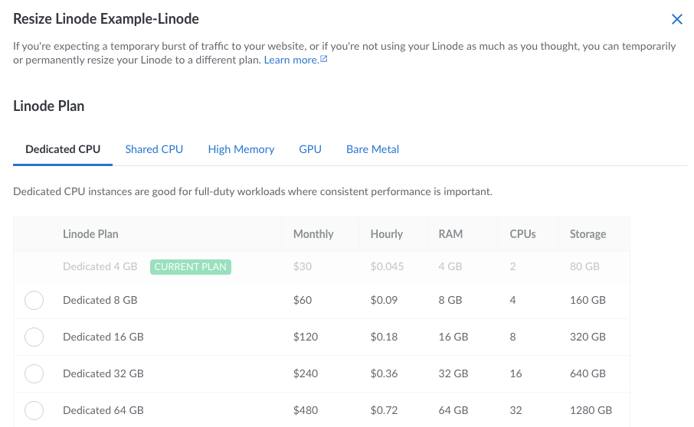 Resize Linode Example-Linode
If you're expecting a temporary burst of traffic to your website, or if you're not using your Linode as much as you thought, you can temporarily
or permanently resize your Linode to a different plan. Learn more.
Linode Plan
Dedicated CPU Shared CPU High Memory GPU Bare Metal
Dedicated CPU instances are good for full-duty workloads where consistent performance is important.
Linode Plan Monthly Hourly RAM CPUs Storage
Dedicated 4 GB CURRENT PLAN $30 $0.045 4 GB 2 80 GB
Dedicated 8 GB $60 $0.09 8 GB 4 160 GB
Dedicated 16 GB $120 $0.18 16 GB 8 320 GB
Dedicated 32 GB $240 $0.36 32 GB 16 640 GB
Dedicated 64 GB $480 $0.72 64 GB 32 1280 GB